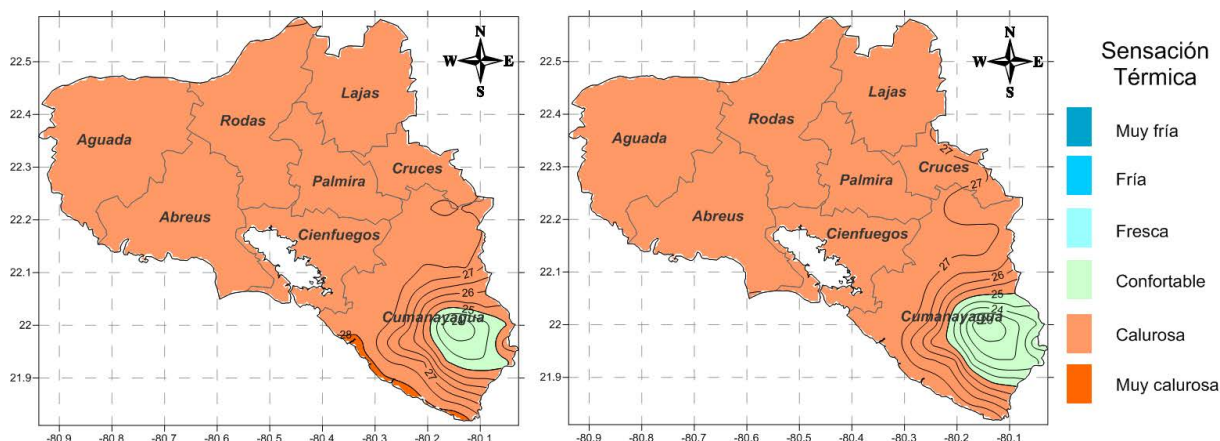 N
W E
S
22.5
22.4
22.3
22.2
22.1
22
21.9
Lajas
Rodas
Aguada
Cruces
Palmira
Abreus
Cienfuegos
27
26
25
Cumanayagua
28
27
-80.9 -80.8 -80.7 -80.6 -80.5 -80.4 -80.3 -80.2 -80.1
N
W E
S
22.5
22.4
22.3
22.2
22.1
22
21.9
Lajas
Rodas
Aguada
27
Cruces
Palmira
27
Abreus
Cienfuegos
27
26
25
24
Cumanayagua
27
-80.9 -80.8 -80.7 -80.6 -80.5 -80.4 -80.3 -80.2 -80.1
Sensación
Térmica
Muy fría
Fría
Fresca
Confortable
Calurosa
Muy calurosa